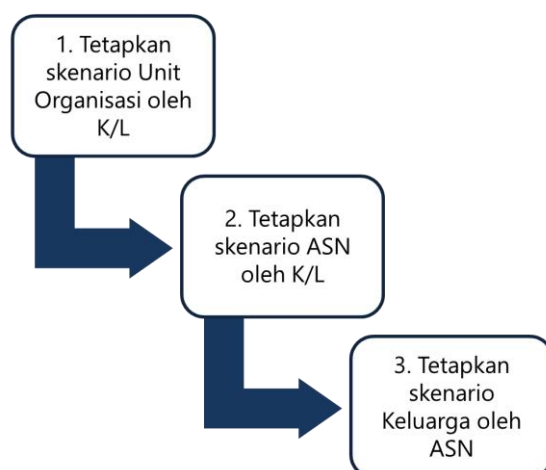 1. Tetapkan
skenario Unit
Organisasi oleh
K/L
2. Tetapkan
skenario ASN
oleh K/L
3. Tetapkan
skenario
Keluarga oleh
ASN